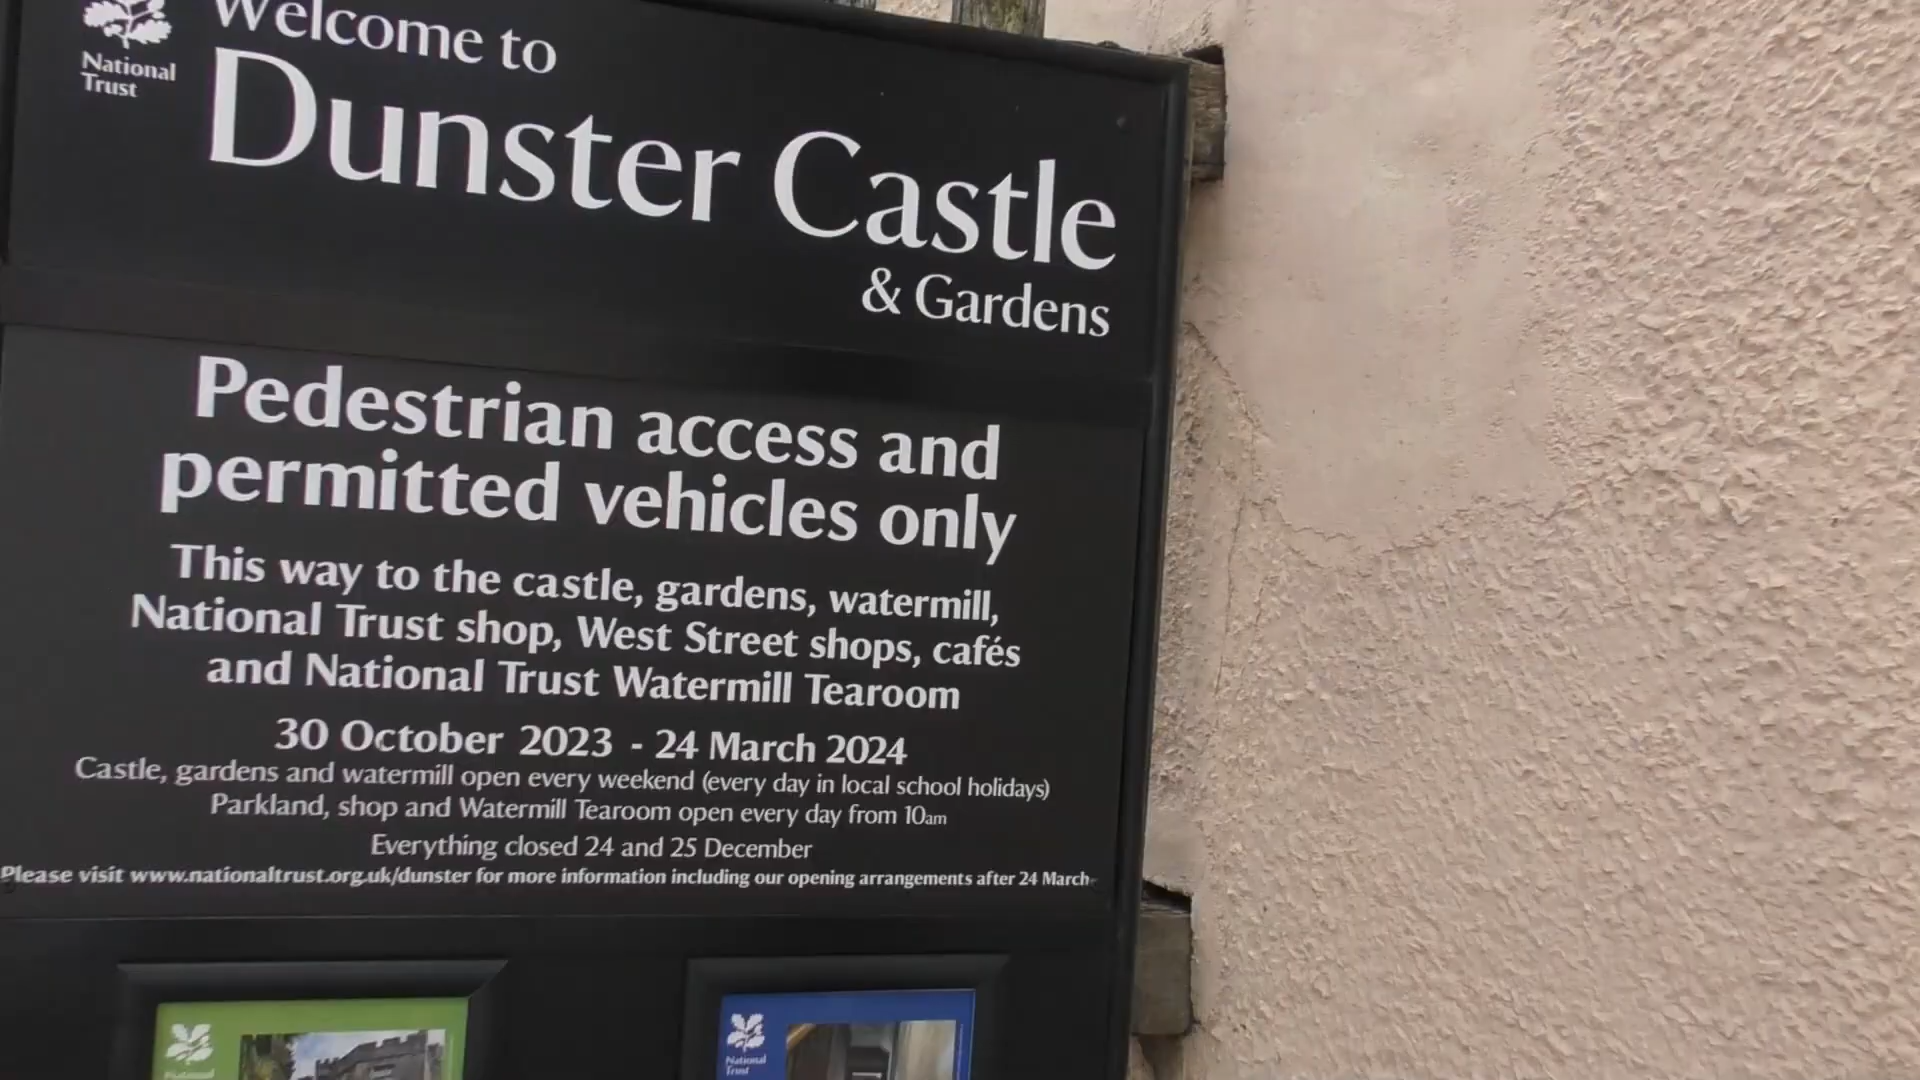 National
Trust
Welcome to
Dunster Castle
& Gardens
Pedestrian access and
permitted vehicles only
This way to the castle, gardens, watermill,
National Trust shop, West Street shops, cafés
and National Trust Watermill Tearoom
30 October 2023 - 24 March 2024
Castle, gardens and watermill open every weekend (every day in local school holidays)
Parkland, shop and Watermill Tearoom open every day from 10am
Everything closed 24 and 25 December
Please visit www.nationaltrust.org.uk/dunster for more information including our opening arrangements after 24 March
National
National
Trust